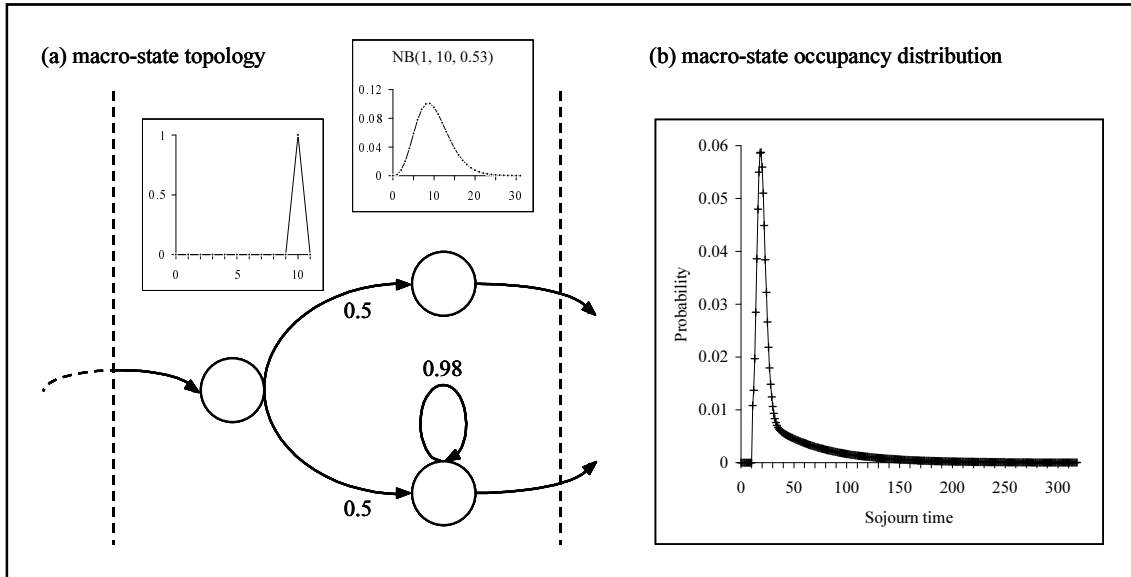 (a) macro-state topology
NB(1, 10, 0.53)
0.12
0.08
0.04
0
0 10 20 30
1
0.5
0
0 5 10
0.5
0.98
0.5
(b) macro-state occupancy distribution
Probability
0.06
0.05
0.04
0.03
0.02
0.01
0
0 50 100 150 200 250 300
Sojourn time